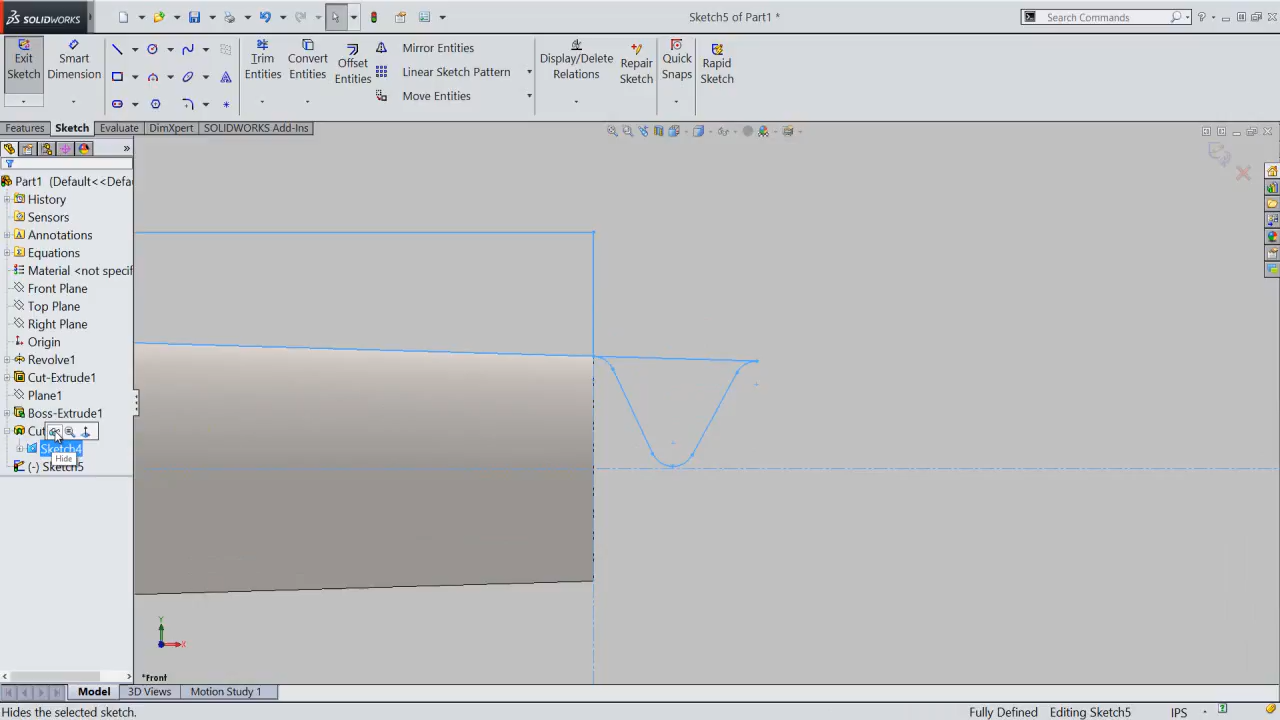 SOLIDWORKS
Sketch5 of Part1 *
Search Commands
Exit
Sketch
Smart
Dimension
Trim
Entities
Convert
Entities
Offset
Entities
Mirror Entities
Linear Sketch Pattern
Move Entities
Display/Delete
Relations
Repair
Sketch
Quick
Snaps
Rapid
Sketch
Features
Sketch
Evaluate
DimXpert
SOLIDWORKS Add-Ins
Part1 (Default<<Defau
History
Sensors
Annotations
Equations
Material <not specif
Front Plane
Top Plane
Right Plane
Origin
Revolve1
Cut-Extrude1
Plane1
Boss-Extrude1
Cut
Sketch4
Hide
(-) Sketch5
Y
X
*Front
Model
3D Views
Motion Study 1
Hides the selected sketch.
Fully Defined
Editing Sketch5
IPS